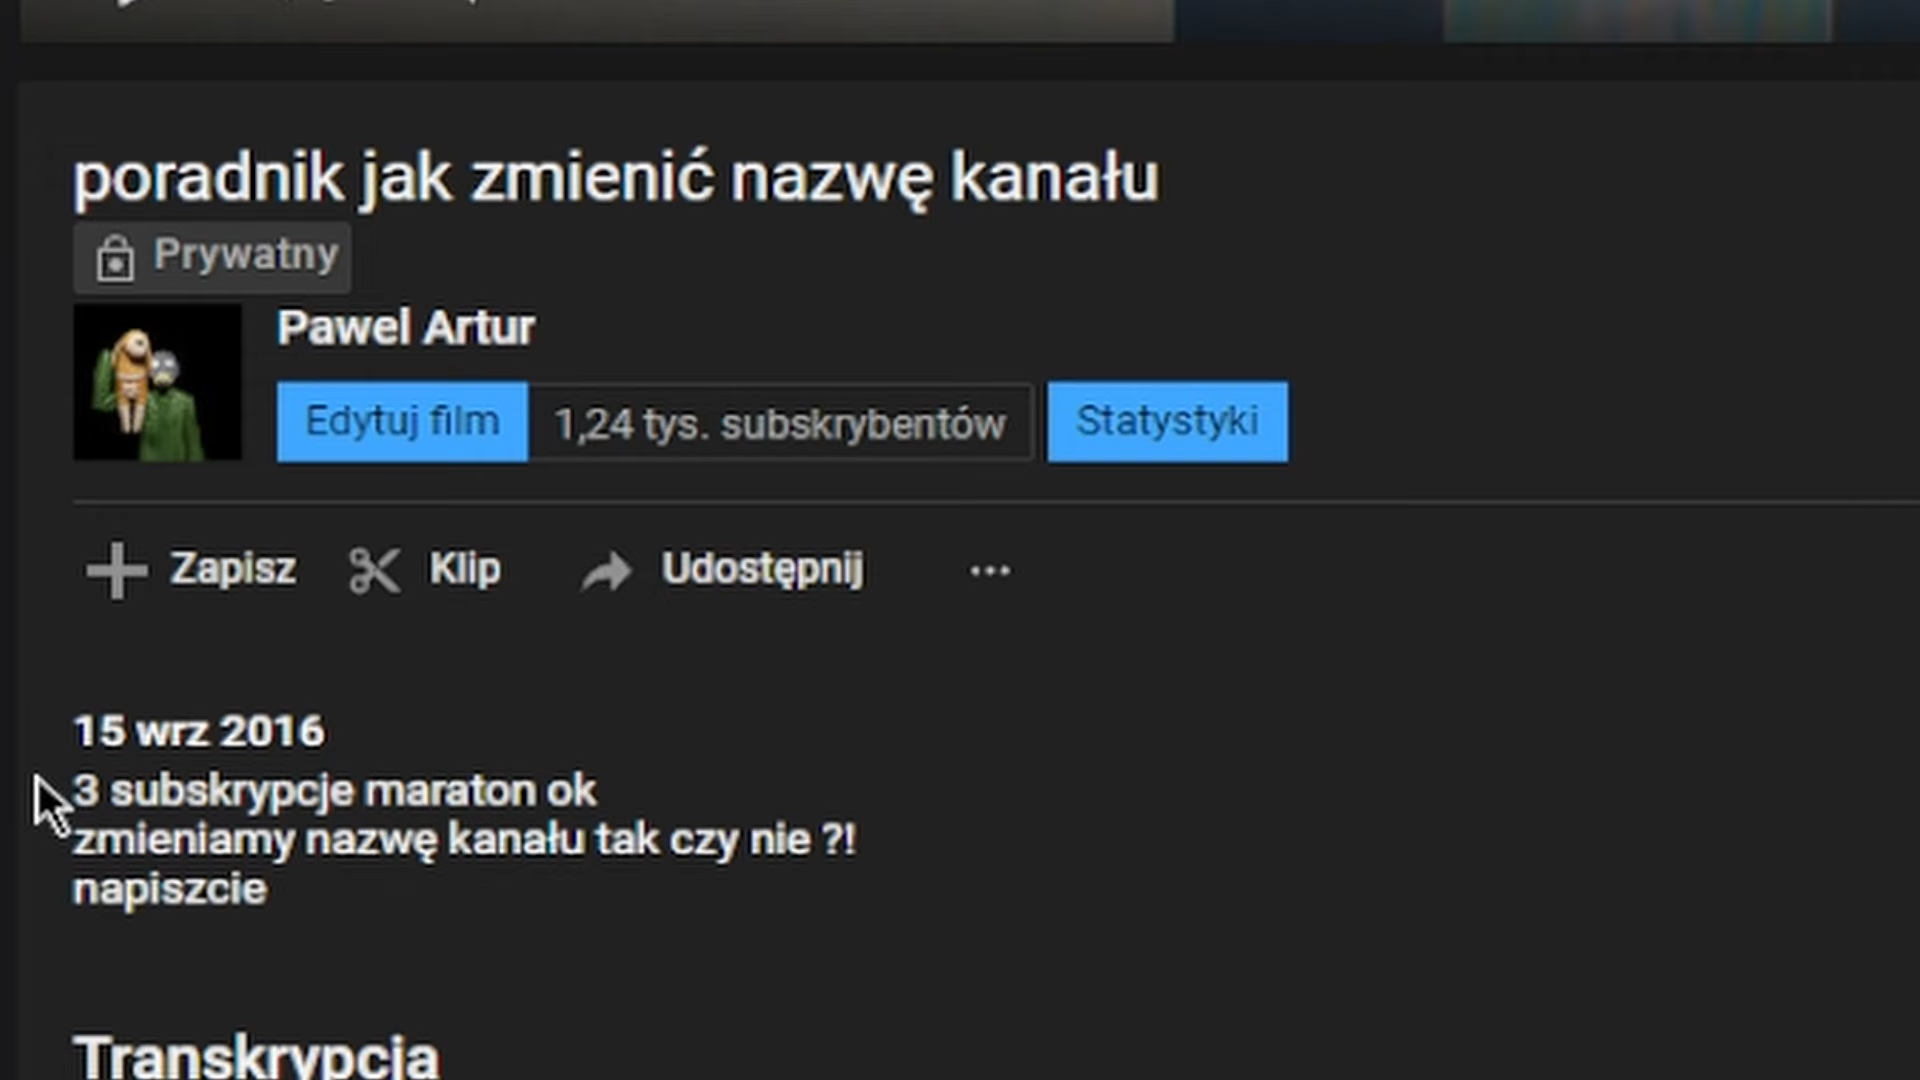 poradnik jak zmienić nazwę kanału
Prywatny
Pawel Artur
Edytuj film
1,24 tys. subskrybentów
Statystyki
Zapisz
Klip
Udostępnij
15 wrz 2016
3 subskrypcje maraton ok
zmieniamy nazwę kanału tak czy nie ?!
napiszcie
Transkrypcja